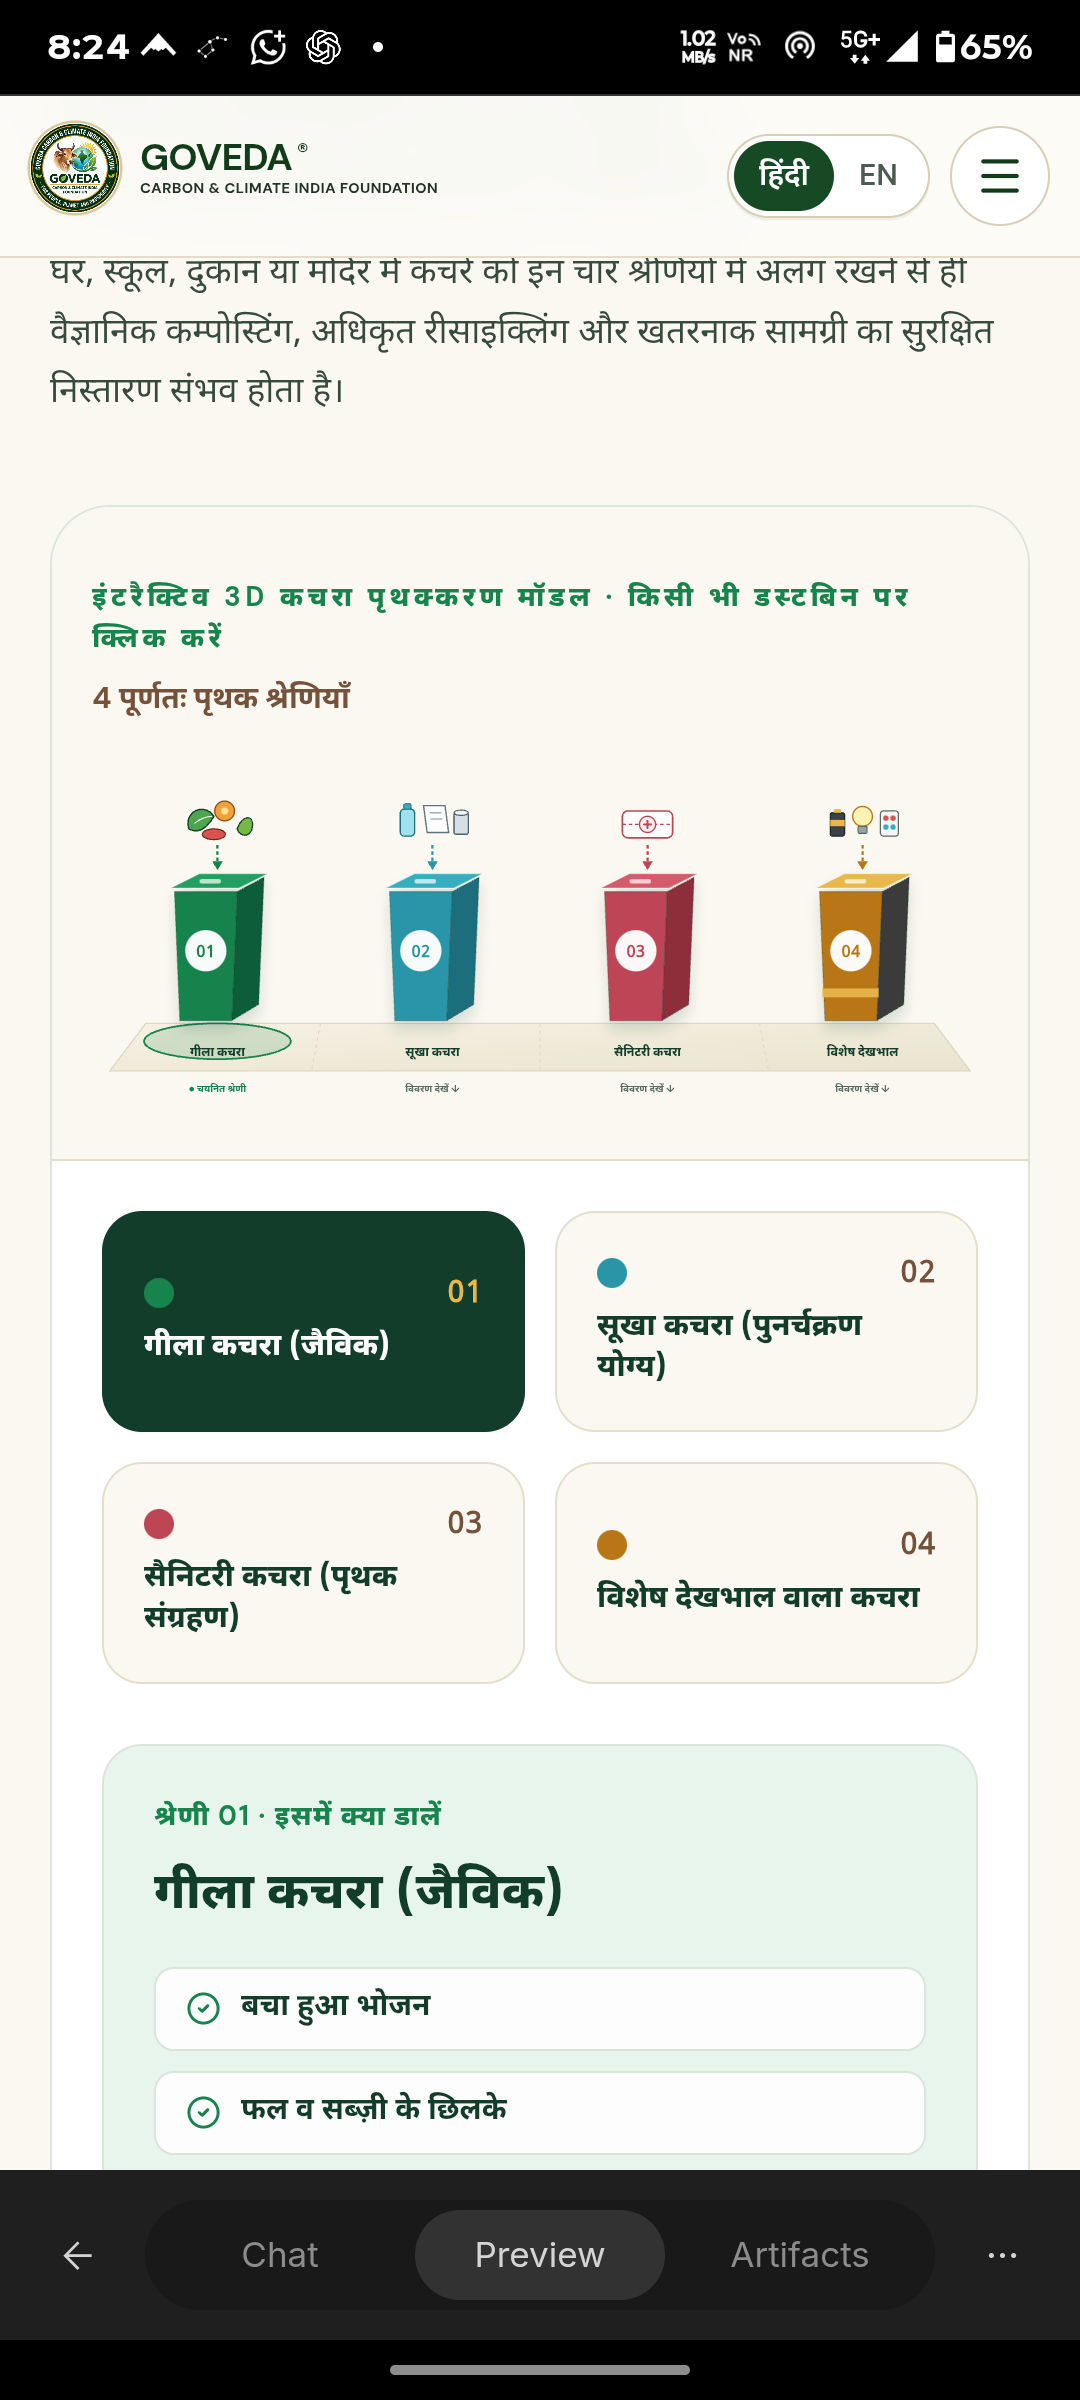 8:24
1.02 MB/s
Vo NR
5G+
65%
GOVEDA ®
CARBON & CLIMATE INDIA FOUNDATION
हिंदी
EN
घर, स्कूल, दुकान या मंदिर में कचरे को इन चार श्रेणियों में अलग रखने से ही
वैज्ञानिक कम्पोस्टिंग, अधिकृत रीसाइक्लिंग और खतरनाक सामग्री का सुरक्षित
निस्तारण संभव होता है।
इंटरैक्टिव 3D कचरा पृथक्करण मॉडल · किसी भी डस्टबिन पर
क्लिक करें
4 पूर्णतः पृथक श्रेणियाँ
01
02
03
04
गीला कचरा
सूखा कचरा
सैनिटरी कचरा
विशेष देखभाल
● चयनित श्रेणी
विवरण देखें ↓
विवरण देखें ↓
विवरण देखें ↓
01
गीला कचरा (जैविक)
02
सूखा कचरा (पुनर्चक्रण
योग्य)
03
सैनिटरी कचरा (पृथक
संग्रहण)
04
विशेष देखभाल वाला कचरा
श्रेणी 01 · इसमें क्या डालें
गीला कचरा (जैविक)
बचा हुआ भोजन
फल व सब्ज़ी के छिलके
Chat
Preview
Artifacts